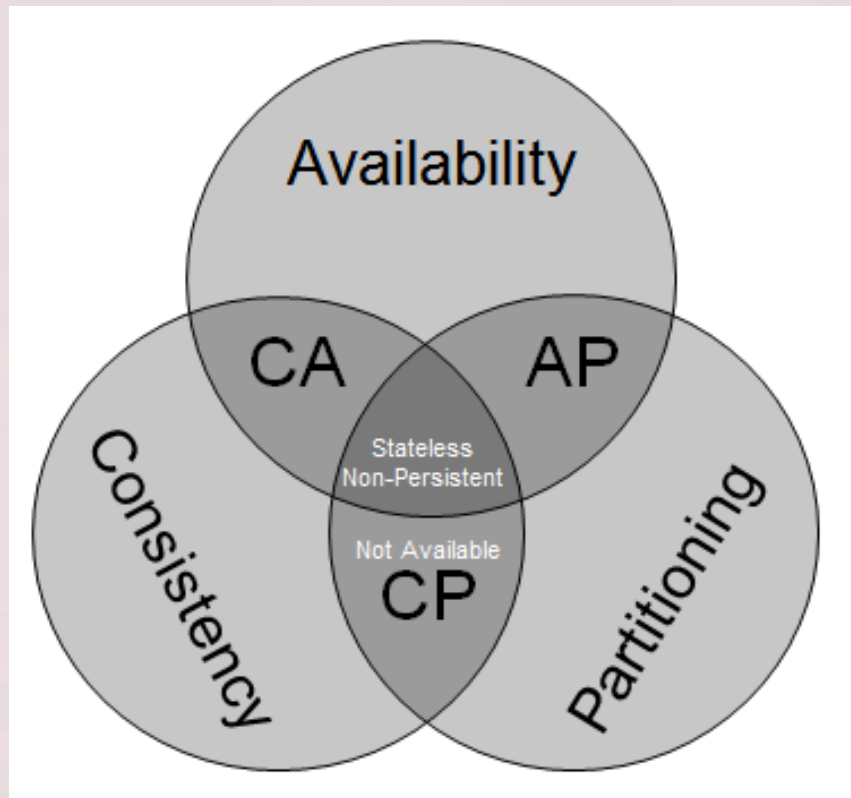 Availability
CA
AP
Stateless
Non-Persistent
Consistency
Partitioning
Not Available
CP